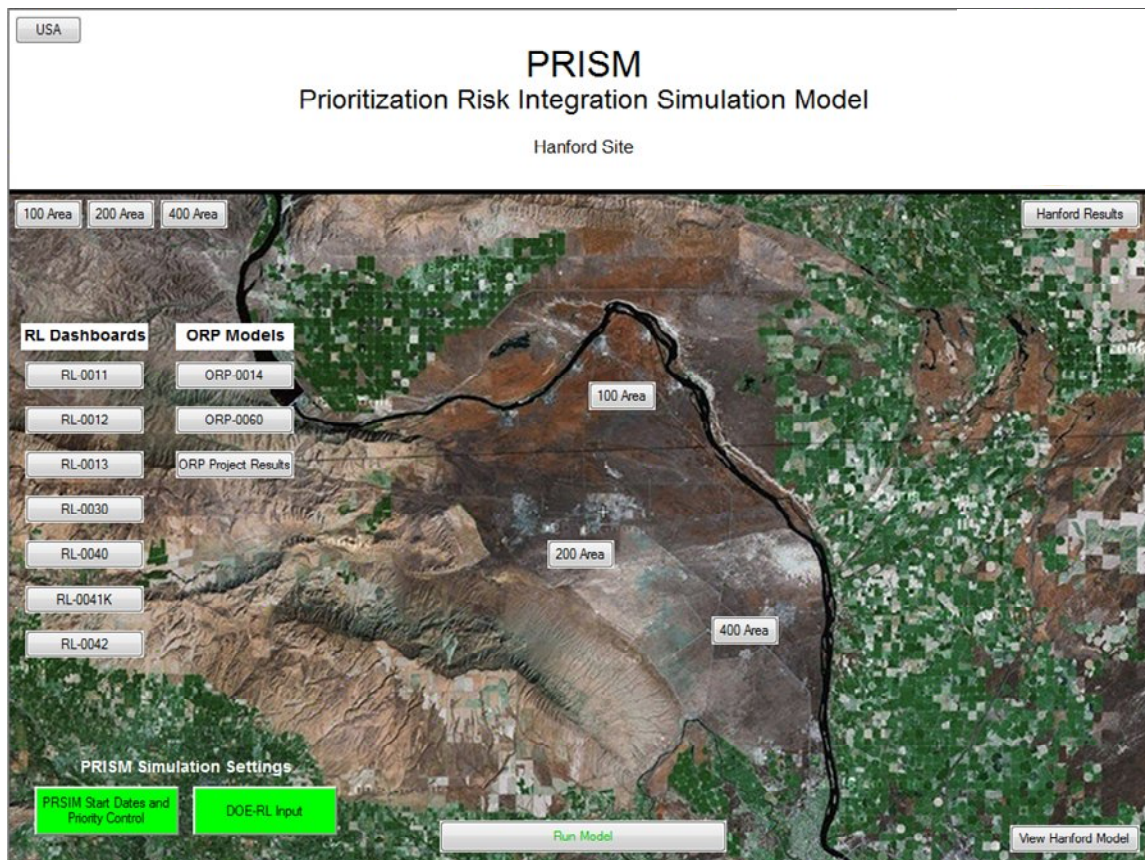 USA
PRISM
Prioritization Risk Integration Simulation Model
Hanford Site
100 Area
200 Area
400 Area
Hanford Results
RL Dashboards
ORP Models
RL-0011
ORP-0014
100 Area
RL-0012
ORP-0060
RL-0013
ORP Project Results
RL-0030
RL-0040
200 Area
RL-0041K
400 Area
RL-0042
PRISM Simulation Settings
PRSIM Start Dates and
Priority Control
DOE-RL Input
Run Model
View Hanford Model